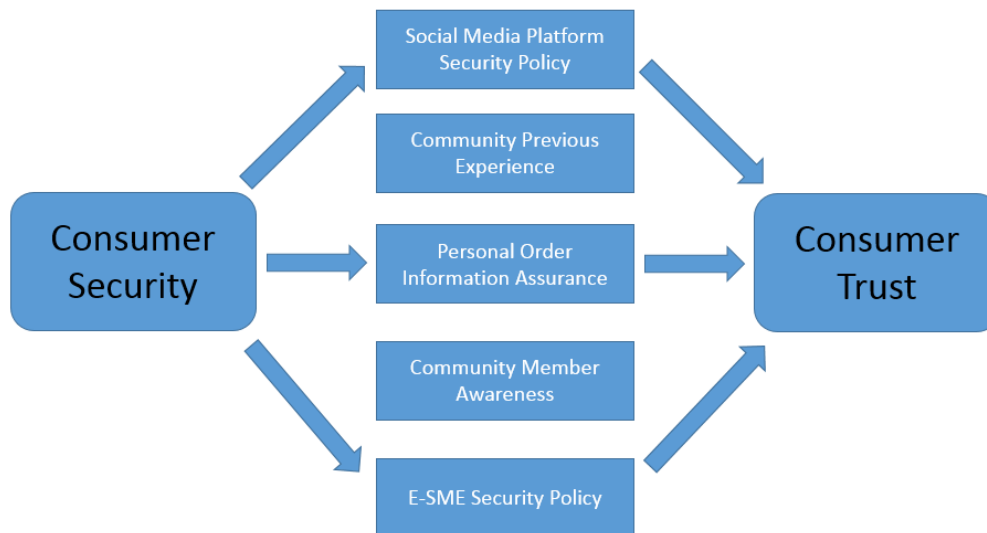 Social Media Platform
Security Policy
Community Previous
Experience
Consumer
Security
Personal Order
Information Assurance
Consumer
Trust
Community Member
Awareness
E-SME Security Policy